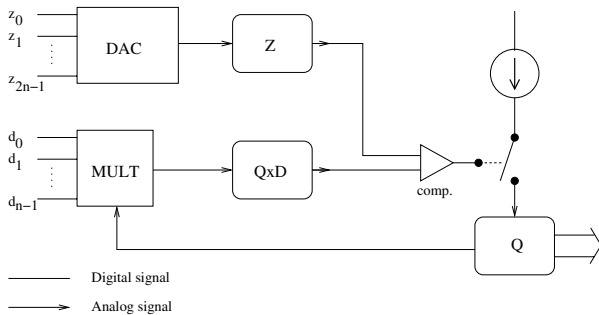 z0
z1
z2n−1
DAC
Z
d0
d1
dn−1
MULT
QxD
comp.
Q
Digital signal
Analog signal